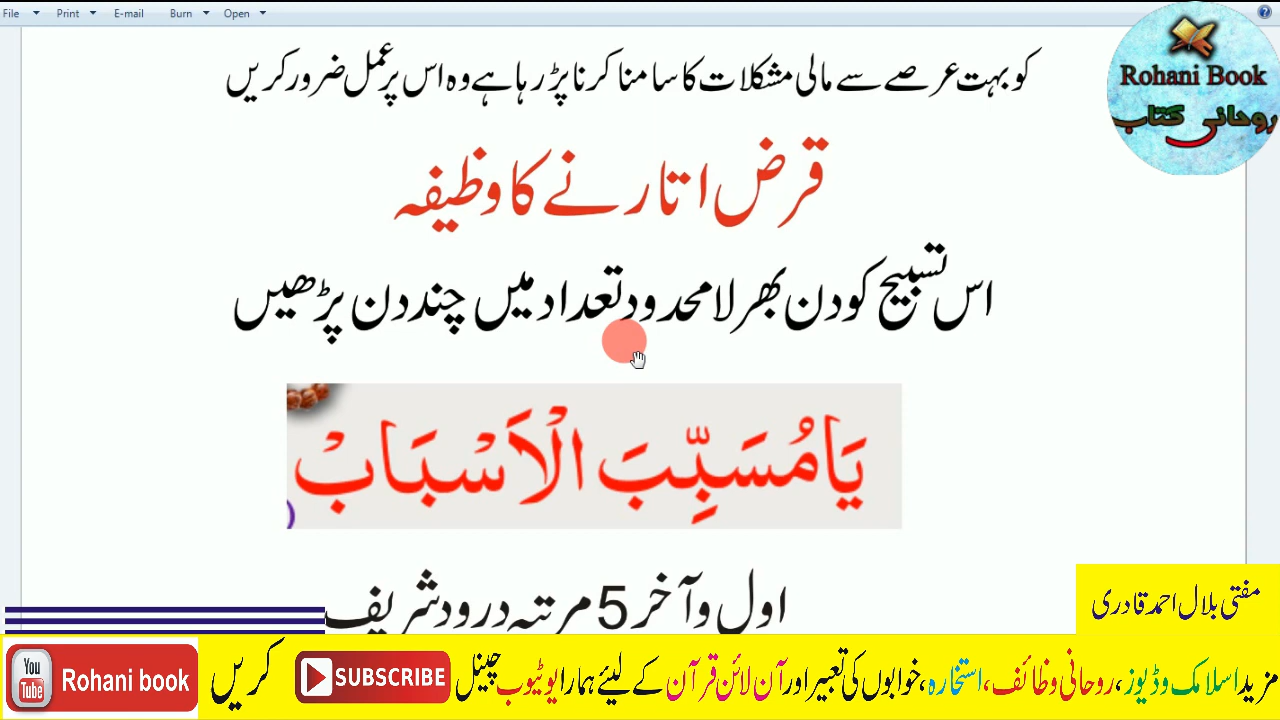 File Print E-mail Burn Open
Rohani Book
روحانی کتاب
کو بہت عرصے سے مالی مشکلات کا سامنا کرنا پڑ رہا ہے وہ اس پر عمل ضرور کریں
قرض اتارنے کا وظیفہ
اس تسبیح کو دن بھر لا محدود تعداد میں چند دن پڑھیں
يَا مُسَبِّبَ الْاَسْبَابْ
اول و آخر 5 مرتبہ درود شریف
مفتی بلال احمد قادری
مزید اسلامک وڈیوز، روحانی وظائف، استخارہ، خوابوں کی تعبیر اور آن لائن قرآن کے لیئے ہمارا یوٹیوب چینل SUBSCRIBE کریں
You Tube Rohani book